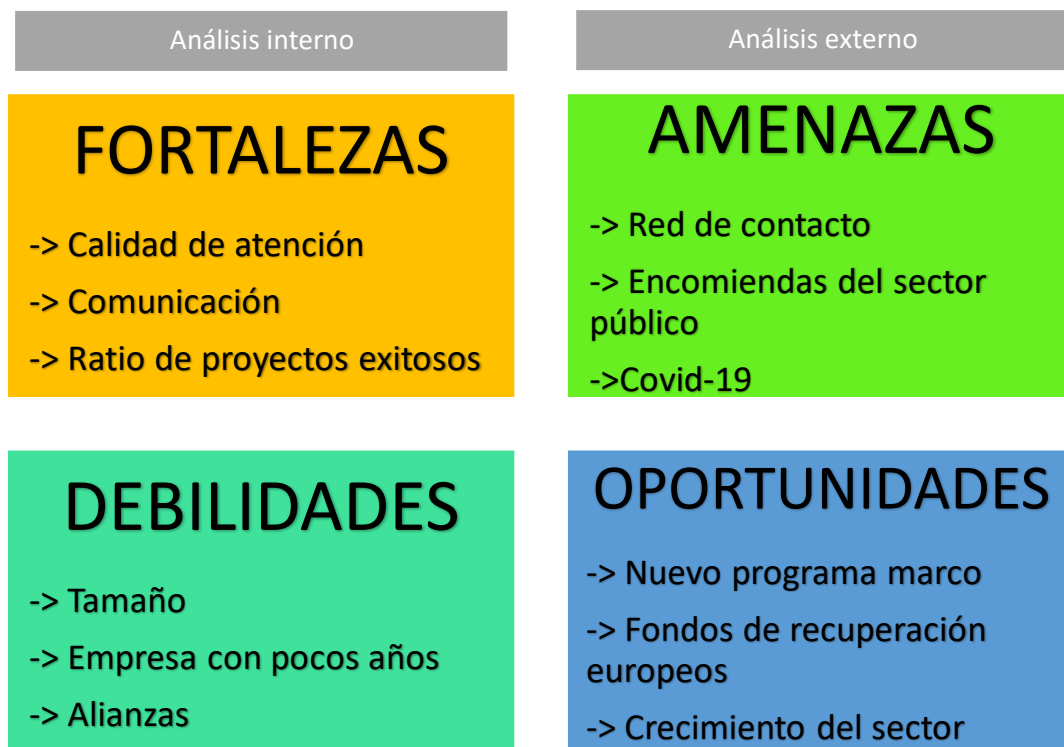 Análisis interno
Análisis externo
FORTALEZAS
-> Calidad de atención
-> Comunicación
-> Ratio de proyectos exitosos
AMENAZAS
-> Red de contacto
-> Encomiendas del sector
público
->Covid-19
DEBILIDADES
-> Tamaño
-> Empresa con pocos años
-> Alianzas
OPORTUNIDADES
-> Nuevo programa marco
-> Fondos de recuperación
europeos
-> Crecimiento del sector